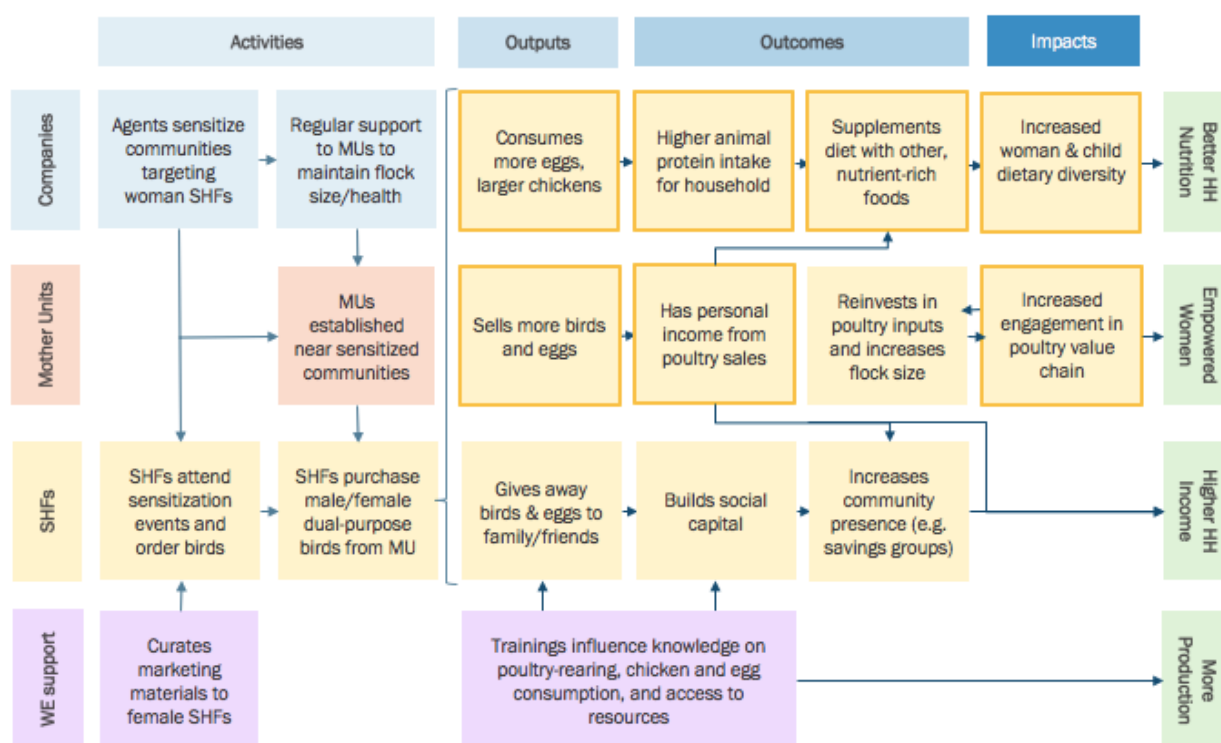 Activities
Outputs
Outcomes
Impacts
Companies
Agents sensitize
communities
targeting
woman SHFs
Regular support
to MUs to
maintain flock
size/health
Consumes
more eggs,
larger chickens
Higher animal
protein intake
for household
Supplements
diet with other,
nutrient-rich
foods
Increased
woman & child
dietary diversity
Better HH
Nutrition
Mother Units
MUs
established
near sensitized
communities
Sells more birds
and eggs
Has personal
income from
poultry sales
Reinvests in
poultry inputs
and increases
flock size
Increased
engagement in
poultry value
chain
Empowered
Women
SHFs
SHFs attend
sensitization
events and
order birds
SHFs purchase
male/female
dual-purpose
birds from MU
Gives away
birds & eggs to
family/friends
Builds social
capital
Increases
community
presence (e.g.
savings groups)
Higher HH
Income
WE support
Curates
marketing
materials to
female SHFs
Trainings influence knowledge on
poultry-rearing, chicken and egg
consumption, and access to
resources
More
Production